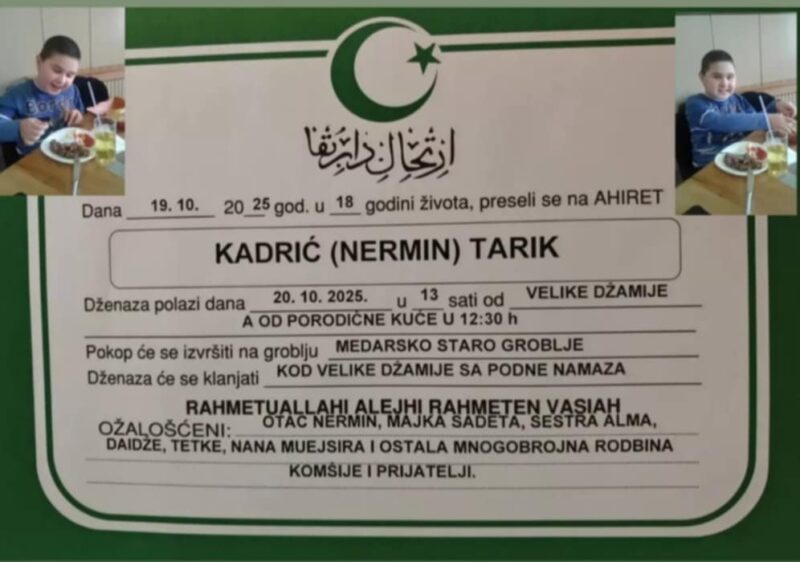 ارتحال دار بقا
Dana 19. 10. 2025 god. u 18 godini života, preseli se na AHIRET
KADRIĆ (NERMIN) TARIK
Dženaza polazi dana 20. 10. 2025. u 13 sati od VELIKE DŽAMIJE
A OD PORODIČNE KUĆE U 12:30 h
Pokop će se izvršiti na groblju MEDARSKO STARO GROBLJE
Dženaza će se klanjati KOD VELIKE DŽAMIJE SA PODNE NAMAZA
RAHMETUALLAHI ALEJHI RAHMETEN VASIAH
OŽALOŠĆENI: OTAC NERMIN, MAJKA SADETA, SESTRA ALMA,
DAIDŽE, TETKE, NANA MUEJSIRA I OSTALA MNOGOBROJNA RODBINA
KOMŠIJE I PRIJATELJI.